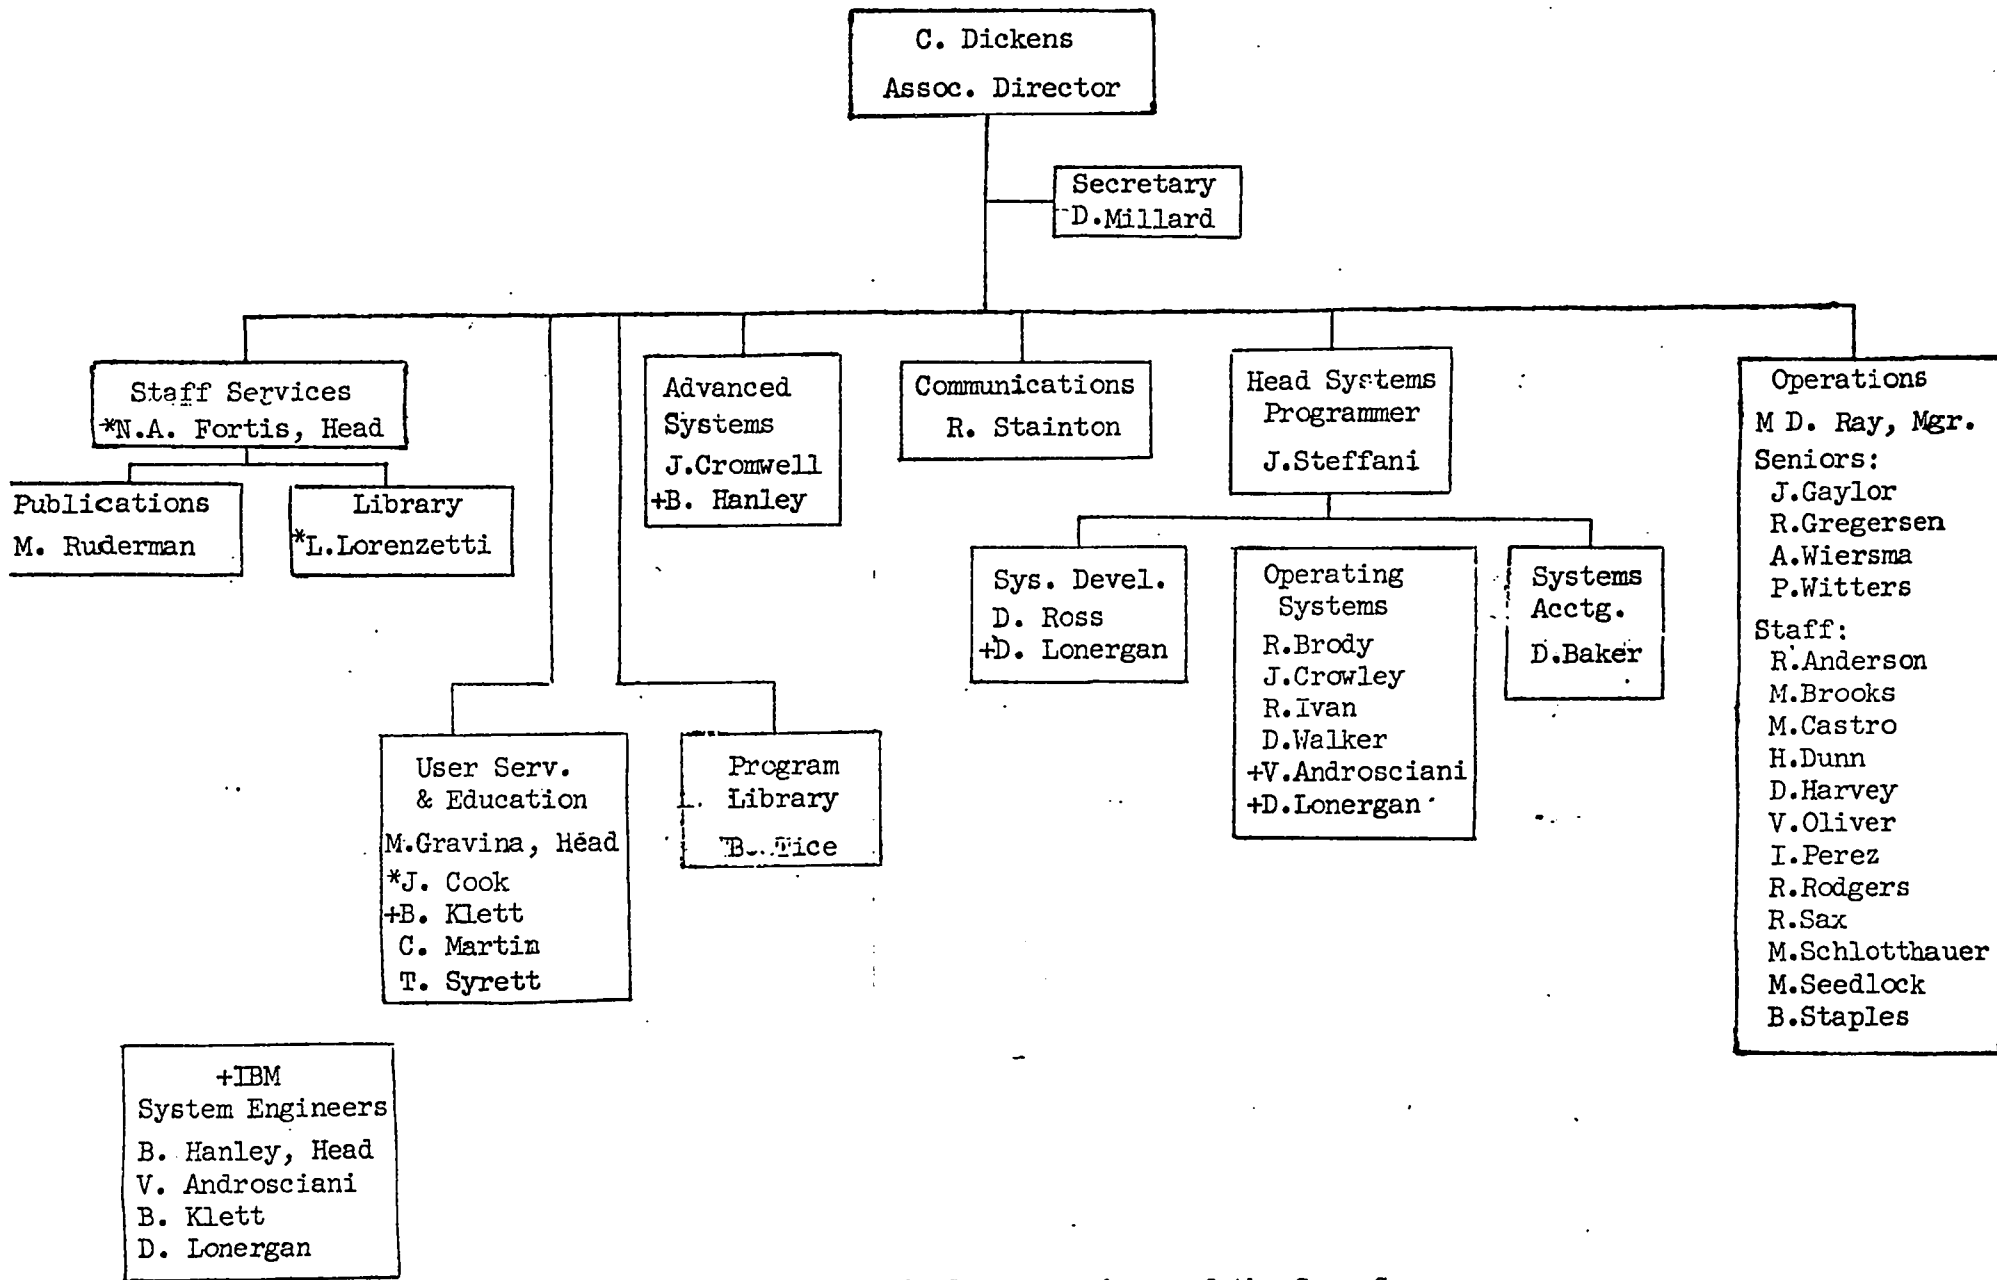 C. Dickens
Assoc. Director
Secretary
D.Millard
Staff Services
*N.A. Fortis, Head
Publications
M. Ruderman
Library
*L.Lorenzetti
Advanced
Systems
J.Cromwell
+B. Hanley
Communications
R. Stainton
Head Systems
Programmer
J.Steffani
Sys. Devel.
D. Ross
+D. Lonergan
Operating
Systems
R.Brody
J.Crowley
R.Ivan
D.Walker
+V.Androsciani
+D.Lonergan
Systems
Acctg.
D.Baker
Operations
M D. Ray, Mgr.
Seniors:
J.Gaylor
R.Gregersen
A.Wiersma
P.Witters
Staff:
R.Anderson
M.Brooks
M.Castro
H.Dunn
D.Harvey
V.Oliver
I.Perez
R.Rodgers
R.Sax
M.Schlotthauer
M.Seedlock
B.Staples
User Serv.
& Education
M.Gravina, Head
*J. Cook
+B. Klett
C. Martin
T. Syrett
Program
Library
B. Tice
+IBM
System Engineers
B. Hanley, Head
V. Androsciani
B. Klett
D. Lonergan